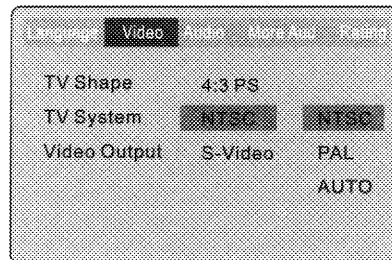 Language Video Audio More Aud Rating
TV Shape 4:3 PS
TV System NTSC NTSC
Video Output S-Video PAL
AUTO